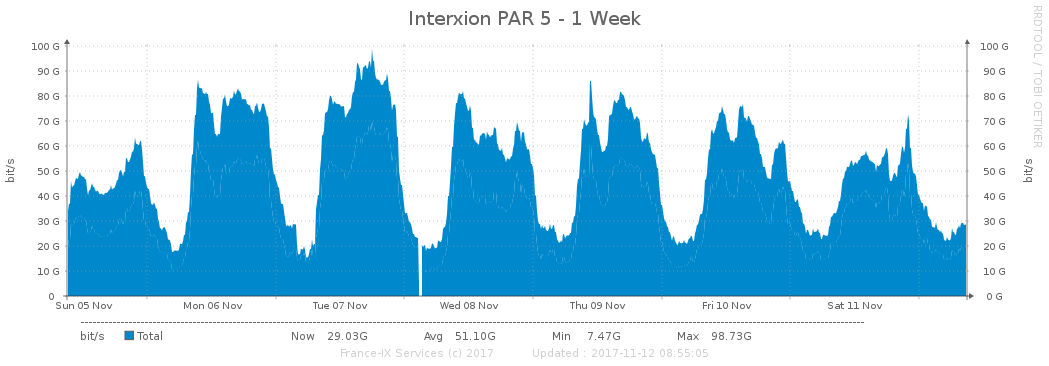 Interxion PAR 5 - 1 Week
RRDTOOL / TOBI OETIKER
bit/s
100 G
90 G
80 G
70 G
60 G
50 G
40 G
30 G
20 G
10 G
0
100 G
90 G
80 G
70 G
60 G
50 G
40 G
30 G
20 G
10 G
0 G
bit/s
Sun 05 Nov Mon 06 Nov Tue 07 Nov Wed 08 Nov Thu 09 Nov Fri 10 Nov Sat 11 Nov
bit/s Total Now 29.03G Avg 51.10G Min 7.47G Max 98.73G
France-IX Services (c) 2017 Updated : 2017-11-12 08:55:05